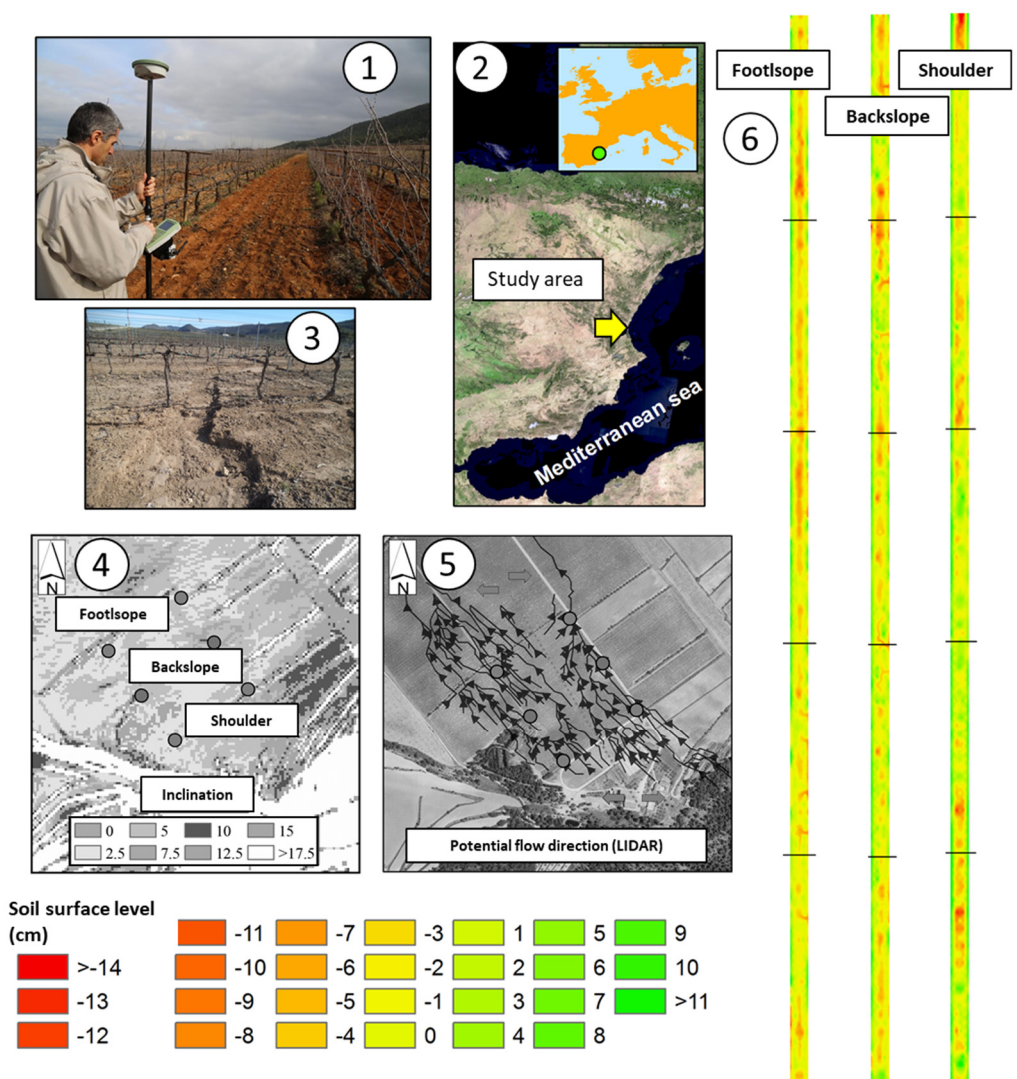 1
2
Study area
Mediterranean sea
3
4
N
Footlsope
Backslope
Shoulder
Inclination
0 5 10 15
2.5 7.5 12.5 >17.5
5
N
Potential flow direction (LIDAR)
Footlsope
Shoulder
Backslope
6
Soil surface level
(cm)
>-14
-13
-12
-11 -7 -3 1 5 9
-10 -6 -2 2 6 10
-9 -5 -1 3 7 >11
-8 -4 0 4 8